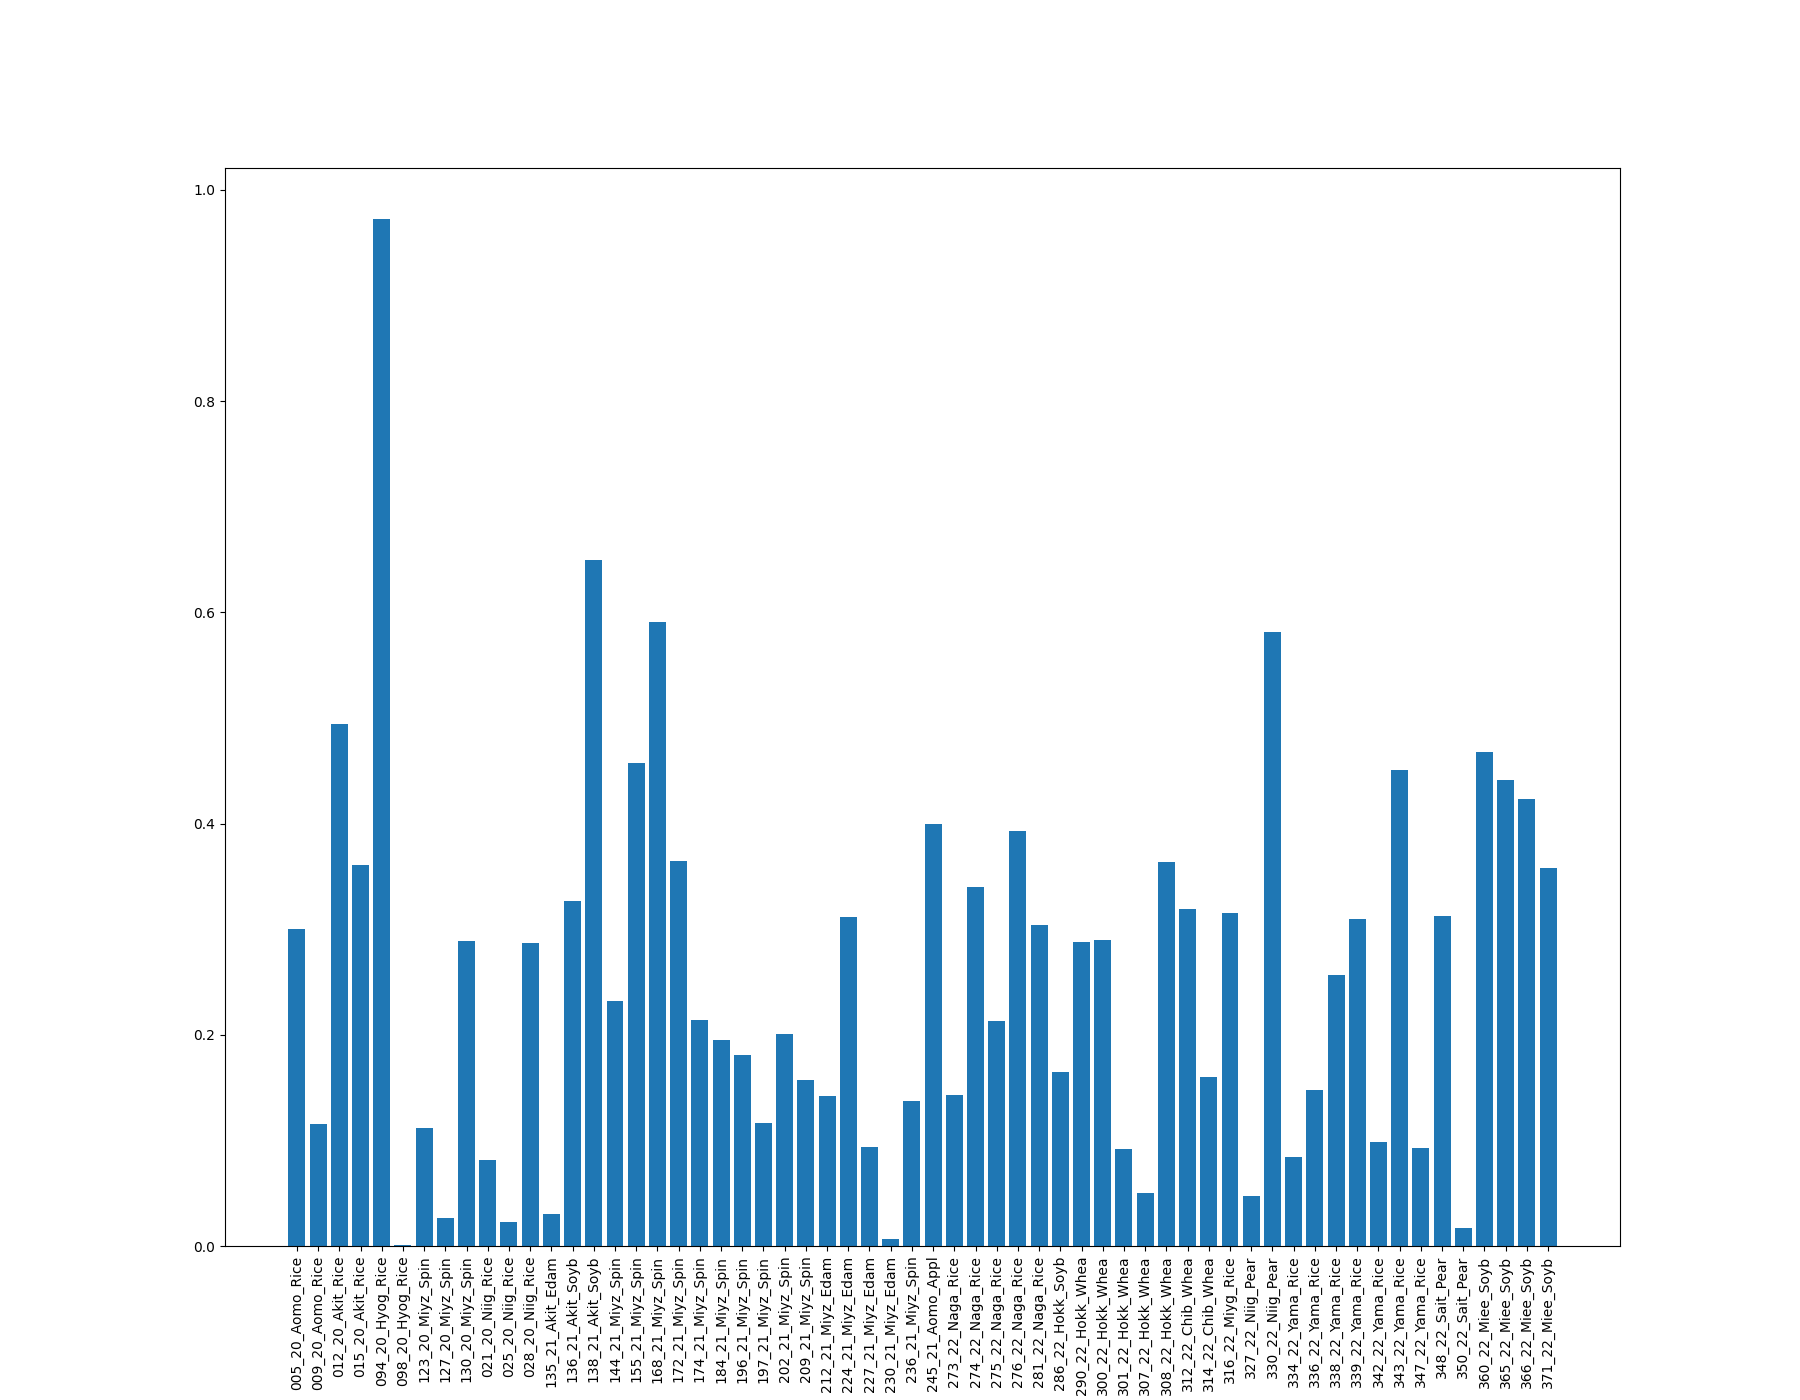 1.0
0.8
0.6
0.4
0.2
0.0
005_20_Aomo_Rice
009_20_Aomo_Rice
012_20_Akit_Rice
015_20_Akit_Rice
094_20_Hyog_Rice
098_20_Hyog_Rice
123_20_Miyz_Spin
127_20_Miyz_Spin
130_20_Miyz_Spin
021_20_Niig_Rice
025_20_Niig_Rice
028_20_Niig_Rice
135_21_Akit_Edam
136_21_Akit_Soyb
138_21_Akit_Soyb
144_21_Miyz_Spin
155_21_Miyz_Spin
168_21_Miyz_Spin
172_21_Miyz_Spin
174_21_Miyz_Spin
184_21_Miyz_Spin
196_21_Miyz_Spin
197_21_Miyz_Spin
202_21_Miyz_Spin
209_21_Miyz_Spin
212_21_Miyz_Edam
224_21_Miyz_Edam
227_21_Miyz_Edam
230_21_Miyz_Edam
236_21_Miyz_Spin
245_21_Aomo_Appl
273_22_Naga_Rice
274_22_Naga_Rice
275_22_Naga_Rice
276_22_Naga_Rice
281_22_Naga_Rice
286_22_Hokk_Soyb
290_22_Hokk_Whea
300_22_Hokk_Whea
301_22_Hokk_Whea
307_22_Hokk_Whea
308_22_Hokk_Whea
312_22_Chib_Whea
314_22_Chib_Whea
316_22_Miyg_Rice
327_22_Niig_Pear
330_22_Niig_Pear
334_22_Yama_Rice
336_22_Yama_Rice
338_22_Yama_Rice
339_22_Yama_Rice
342_22_Yama_Rice
343_22_Yama_Rice
347_22_Yama_Rice
348_22_Sait_Pear
350_22_Sait_Pear
360_22_Miee_Soyb
365_22_Miee_Soyb
366_22_Miee_Soyb
371_22_Miee_Soyb